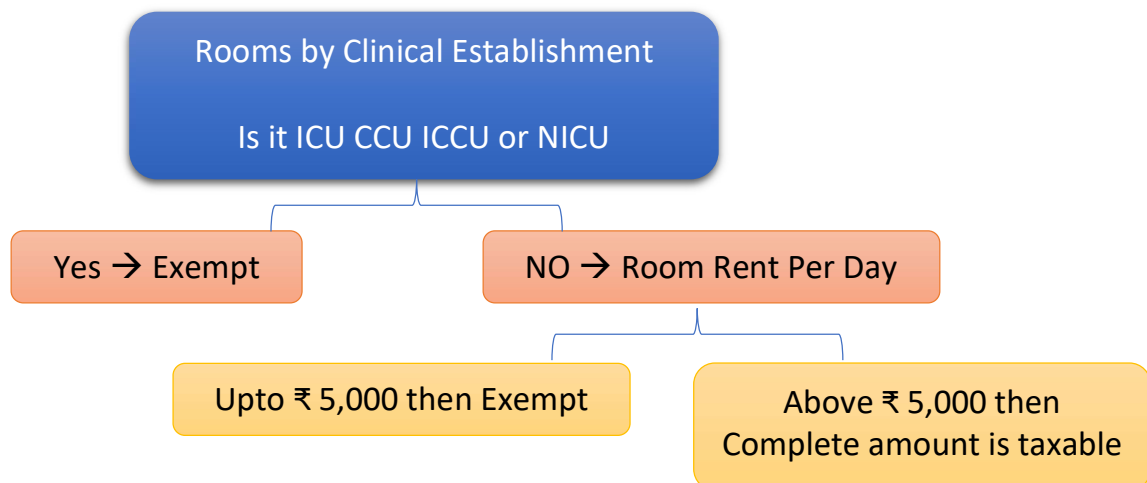 Rooms by Clinical Establishment
Is it ICU CCU ICCU or NICU
Yes → Exempt
NO → Room Rent Per Day
Upto ₹ 5,000 then Exempt
Above ₹ 5,000 then
Complete amount is taxable